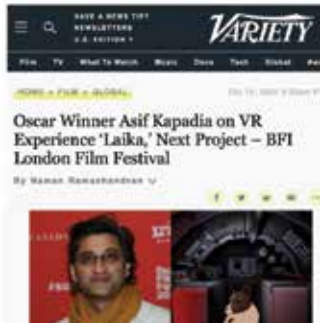 HAVE A NEWS TIP?
NEWSLETTERS
U.S. EDITION
VARIETY
Film TV What To Watch Music Docs Tech Global
HOME > FILM > GLOBAL
Oscar Winner Asif Kapadia on VR
Experience ‘Laika,’ Next Project – BFI
London Film Festival
By Naman Ramachandran